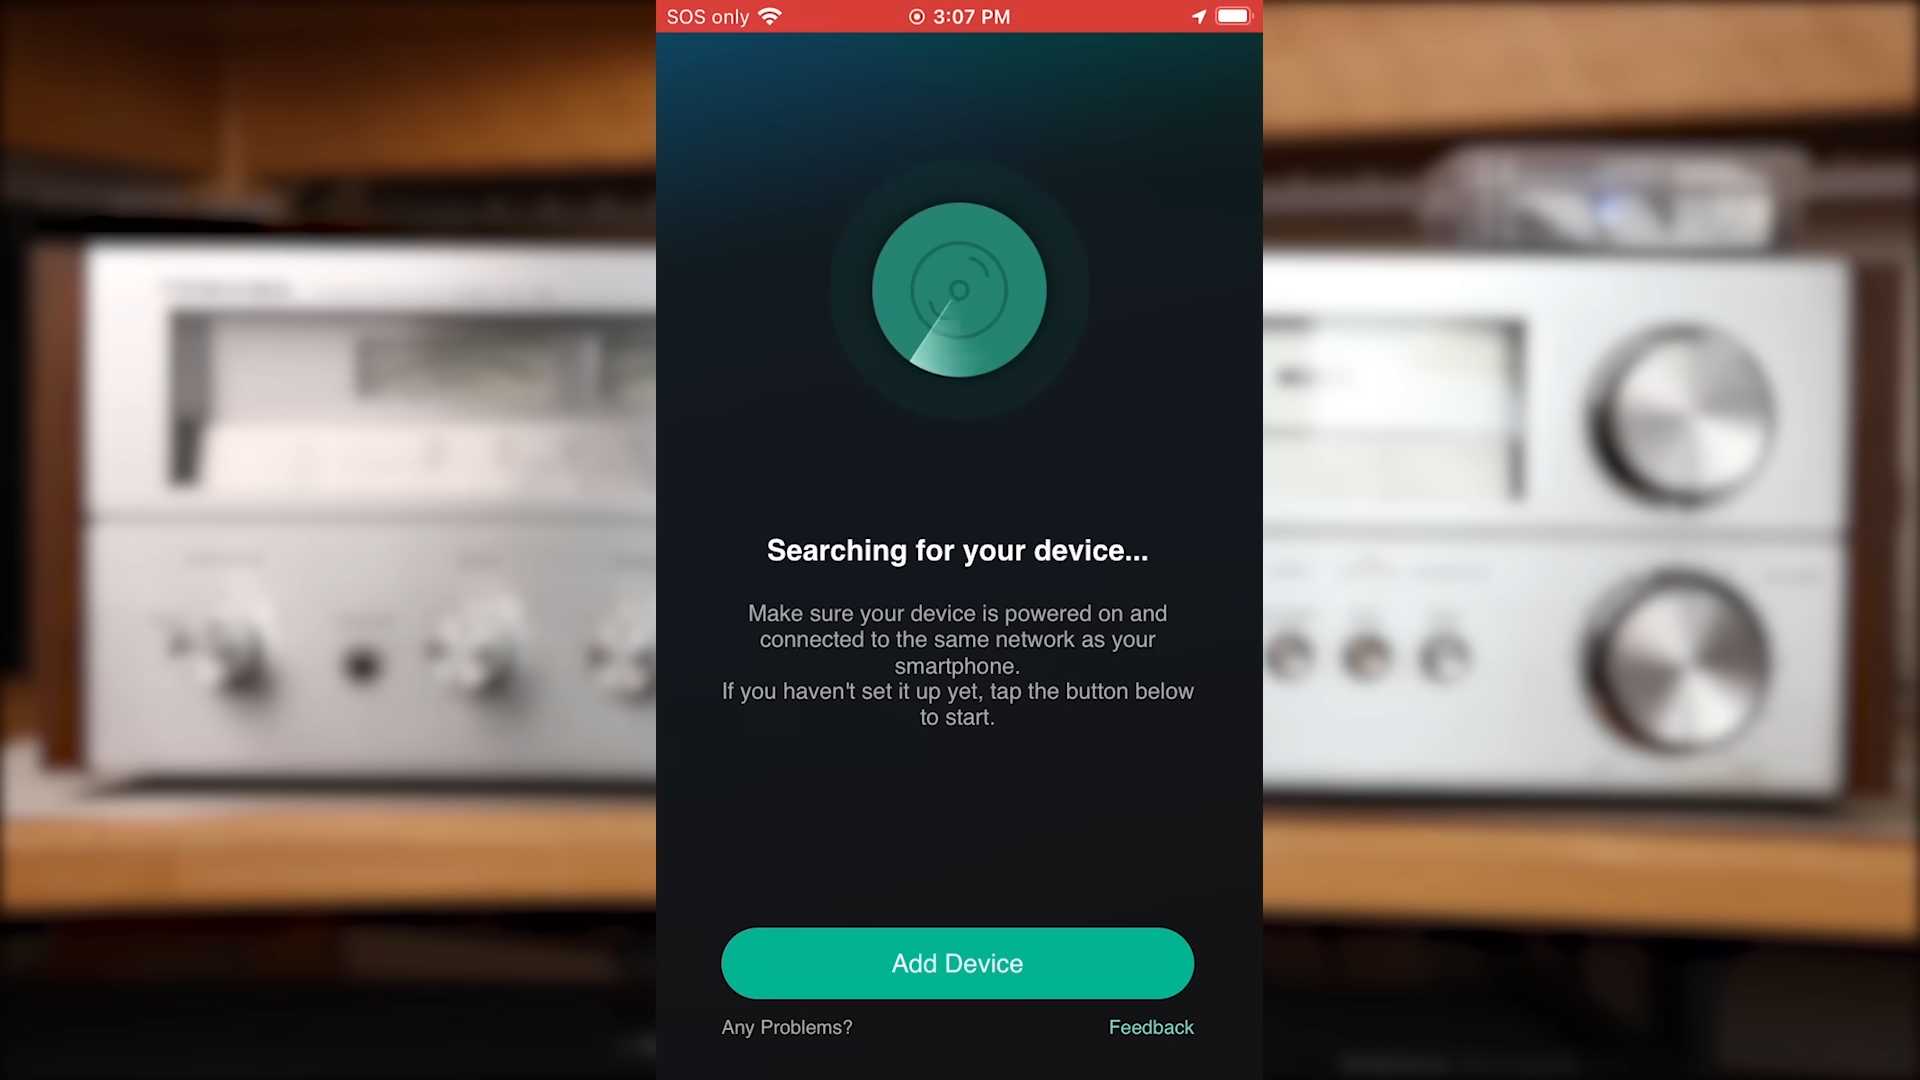 SOS only
3:07 PM
Searching for your device...
Make sure your device is powered on and
connected to the same network as your
smartphone.
If you haven't set it up yet, tap the button below
to start.
Add Device
Any Problems?
Feedback